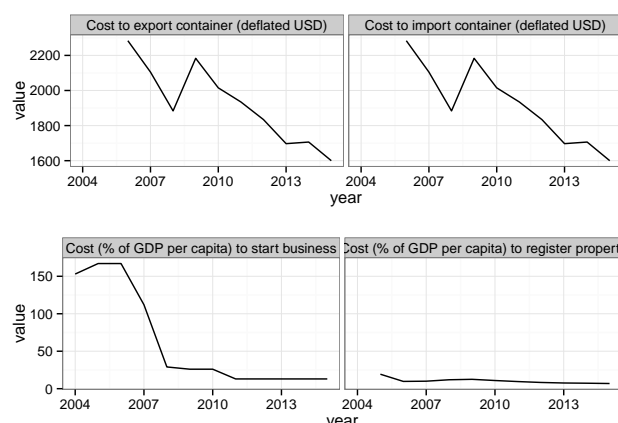 Cost to export container (deflated USD) Cost to import container (deflated USD)
2200
2000
1800
1600
value
2004 2007 2010 2013 2004 2007 2010 2013
year
Cost (% of GDP per capita) to start business Cost (% of GDP per capita) to register propert
150
100
50
0
value
2004 2007 2010 2013 2004 2007 2010 2013
year